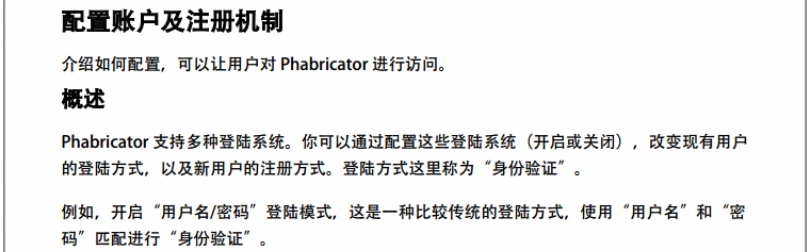 配置账户及注册机制
介绍如何配置，可以让用户对 Phabricator 进行访问。
概述
Phabricator 支持多种登陆系统。你可以通过配置这些登陆系统（开启或关闭），改变现有用户
的登陆方式，以及新用户的注册方式。登陆方式这里称为“身份验证”。
例如，开启“用户名/密码”登陆模式，这是一种比较传统的登陆方式，使用“用户名”和“密
码”匹配进行“身份验证”。